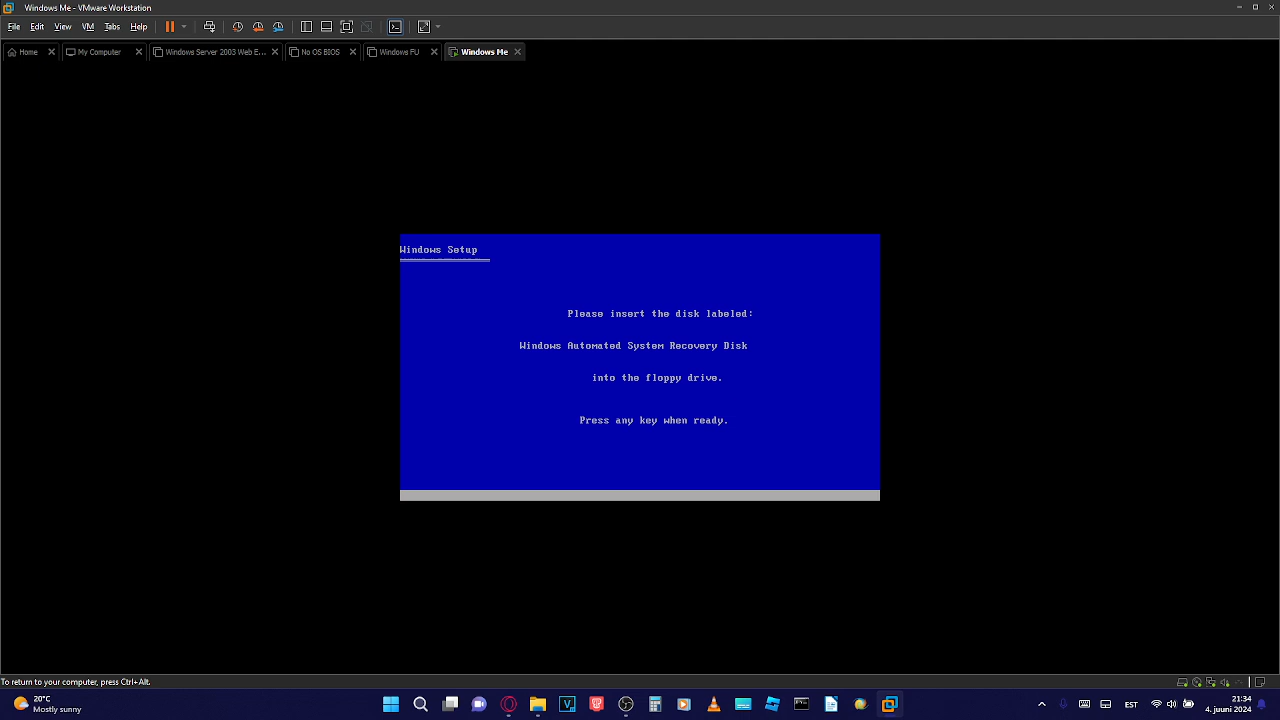 Windows Me - VMware Workstation
File Edit View VM Tabs Help
Home My Computer Windows Server 2003 Web E... No OS BIOS Windows FU Windows Me
Windows Setup
Please insert the disk labeled:
Windows Automated System Recovery Disk
into the floppy drive.
Press any key when ready.
To return to your computer, press Ctrl+Alt.
20°C
Mostly sunny
EST
21:34
4. juuni 2024